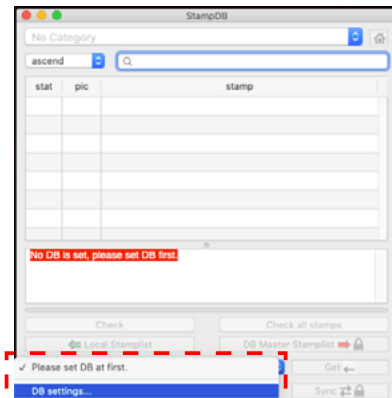 StampDB
No Category
ascend
stat pic stamp
No DB is set, please set DB first.
Check Check all stamps
Local Stamplist DB Master Stamplist
✓ Please set DB at first. Get
DB settings... Sync